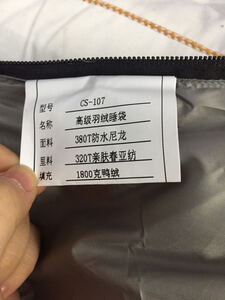 型号 CS-107
名称 高级羽绒睡袋
面料 380T防水尼龙
里料 320T亲肤春亚纺
填充 1800克鸭绒